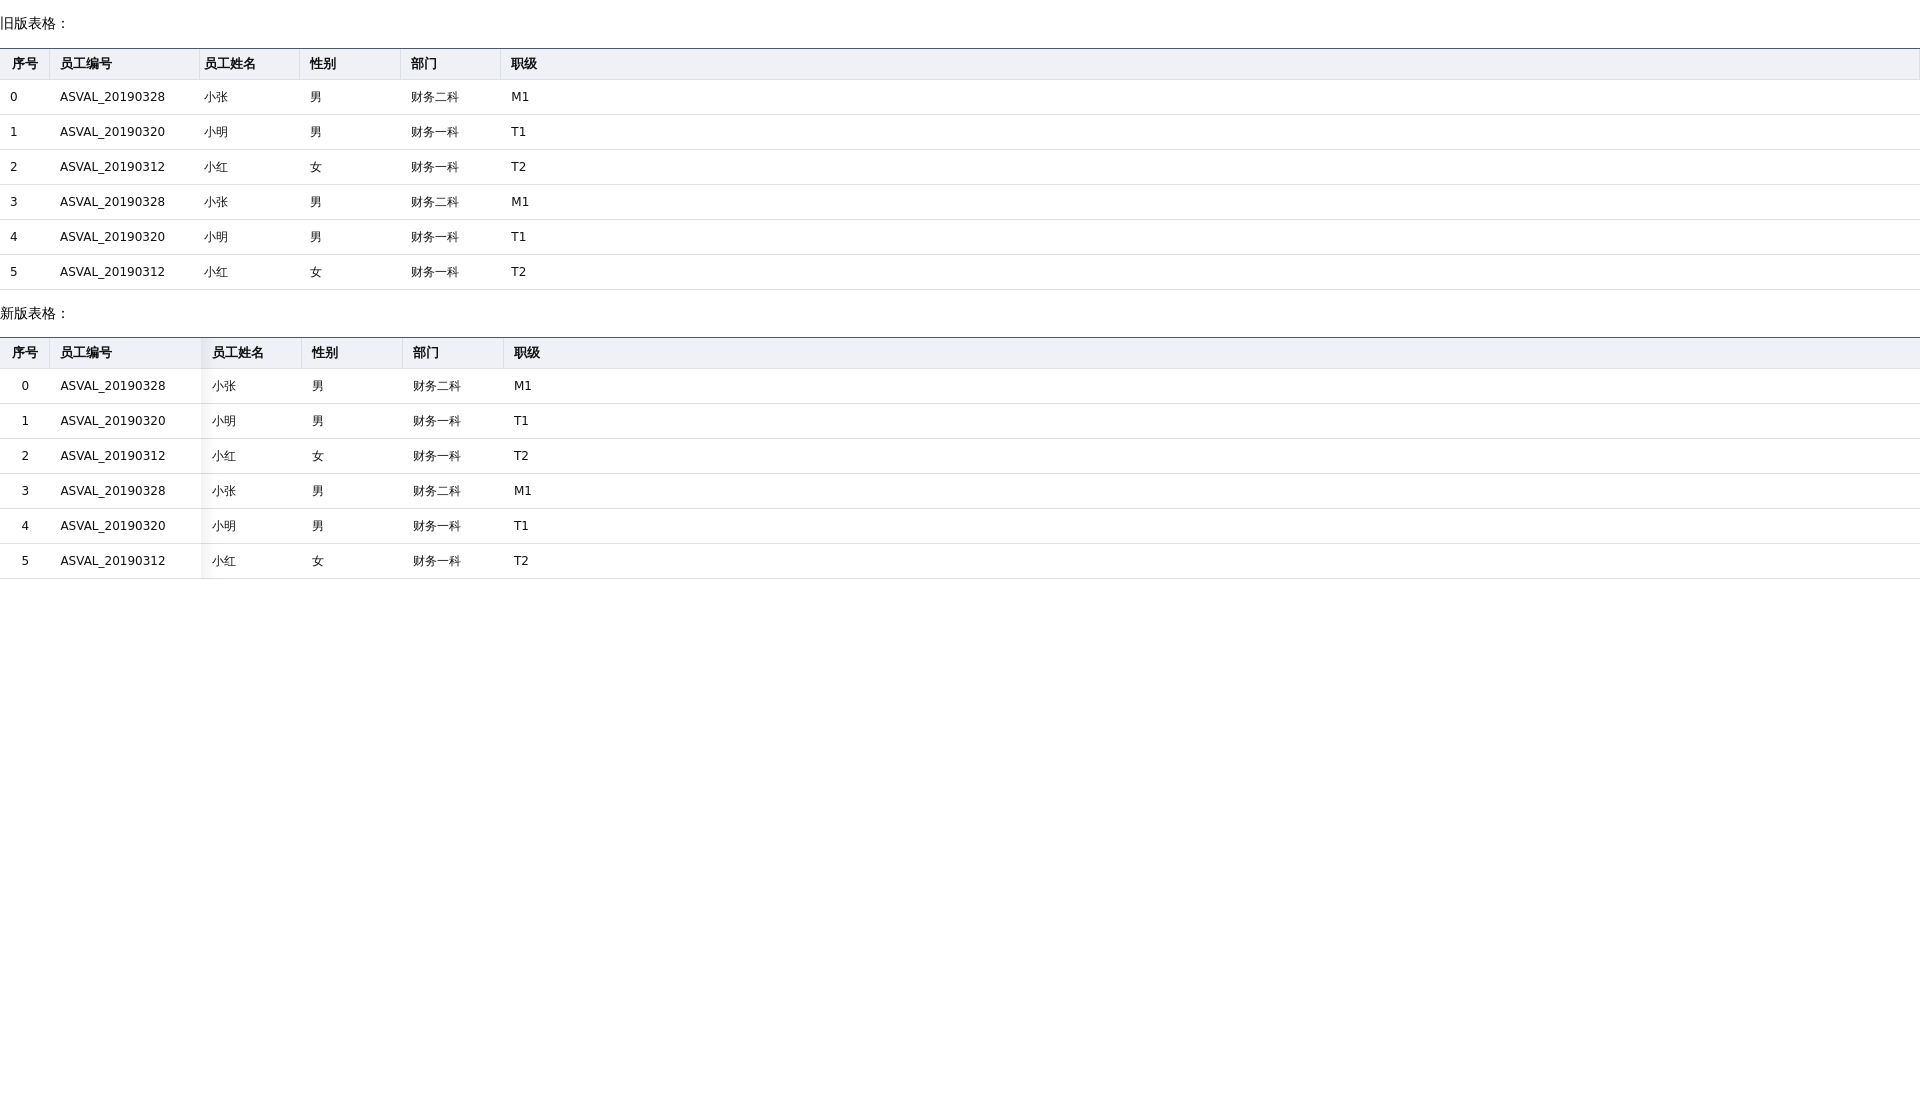 旧版表格：
序号 员工编号 员工姓名 性别 部门 职级
0 ASVAL_20190328 小张 男 财务二科 M1
1 ASVAL_20190320 小明 男 财务一科 T1
2 ASVAL_20190312 小红 女 财务一科 T2
3 ASVAL_20190328 小张 男 财务二科 M1
4 ASVAL_20190320 小明 男 财务一科 T1
5 ASVAL_20190312 小红 女 财务一科 T2
新版表格：
序号 员工编号 员工姓名 性别 部门 职级
0 ASVAL_20190328 小张 男 财务二科 M1
1 ASVAL_20190320 小明 男 财务一科 T1
2 ASVAL_20190312 小红 女 财务一科 T2
3 ASVAL_20190328 小张 男 财务二科 M1
4 ASVAL_20190320 小明 男 财务一科 T1
5 ASVAL_20190312 小红 女 财务一科 T2